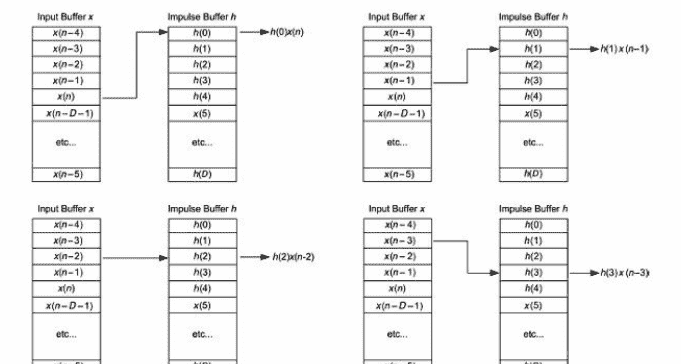 Input Buffer x
Impulse Buffer h
x(n−4)
h(0)
h(0)x(n)
x(n−3)
h(1)
x(n−2)
h(2)
x(n−1)
h(3)
x(n)
h(4)
x(n−D−1)
x(5)
etc...
etc...
x(n−5)
h(D)
Input Buffer x
Impulse Buffer h
x(n−4)
h(0)
x(n−3)
h(1)
h(1)x(n−1)
x(n−2)
h(2)
x(n−1)
h(3)
x(n)
h(4)
x(n−D−1)
x(5)
etc...
etc...
x(n−5)
h(D)
Input Buffer x
Impulse Buffer h
x(n−4)
h(0)
x(n−3)
h(1)
x(n−2)
h(2)
h(2)x(n-2)
x(n−1)
h(3)
x(n)
h(4)
x(n−D−1)
x(5)
etc...
etc...
Input Buffer x
Impulse Buffer h
x(n−4)
h(0)
x(n−3)
h(1)
x(n−2)
h(2)
x(n−1)
h(3)
h(3)x(n−3)
x(n)
h(4)
x(n−D−1)
x(5)
etc...
etc...